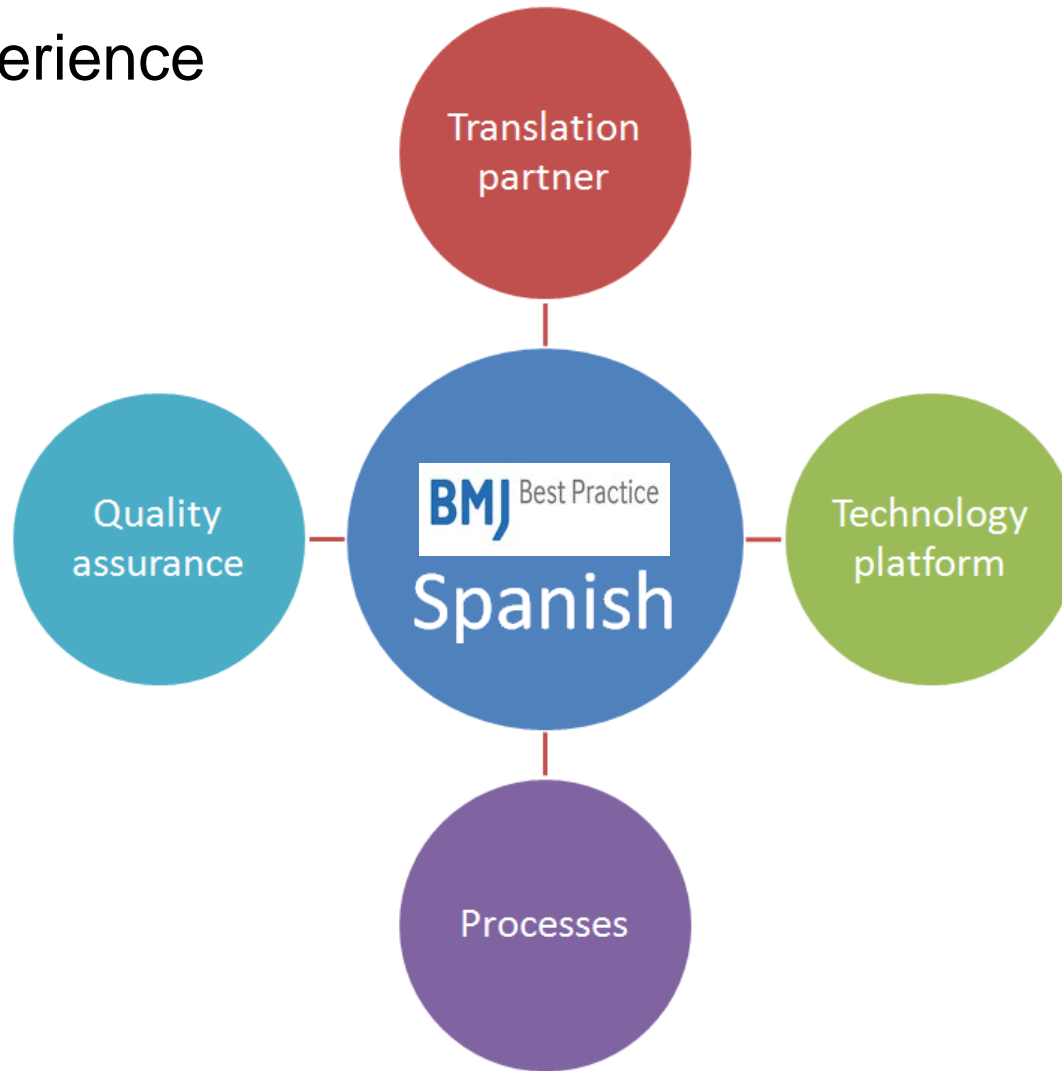 erience
Translation
partner
Quality
assurance
BMJ Best Practice
Spanish
Technology
platform
Processes